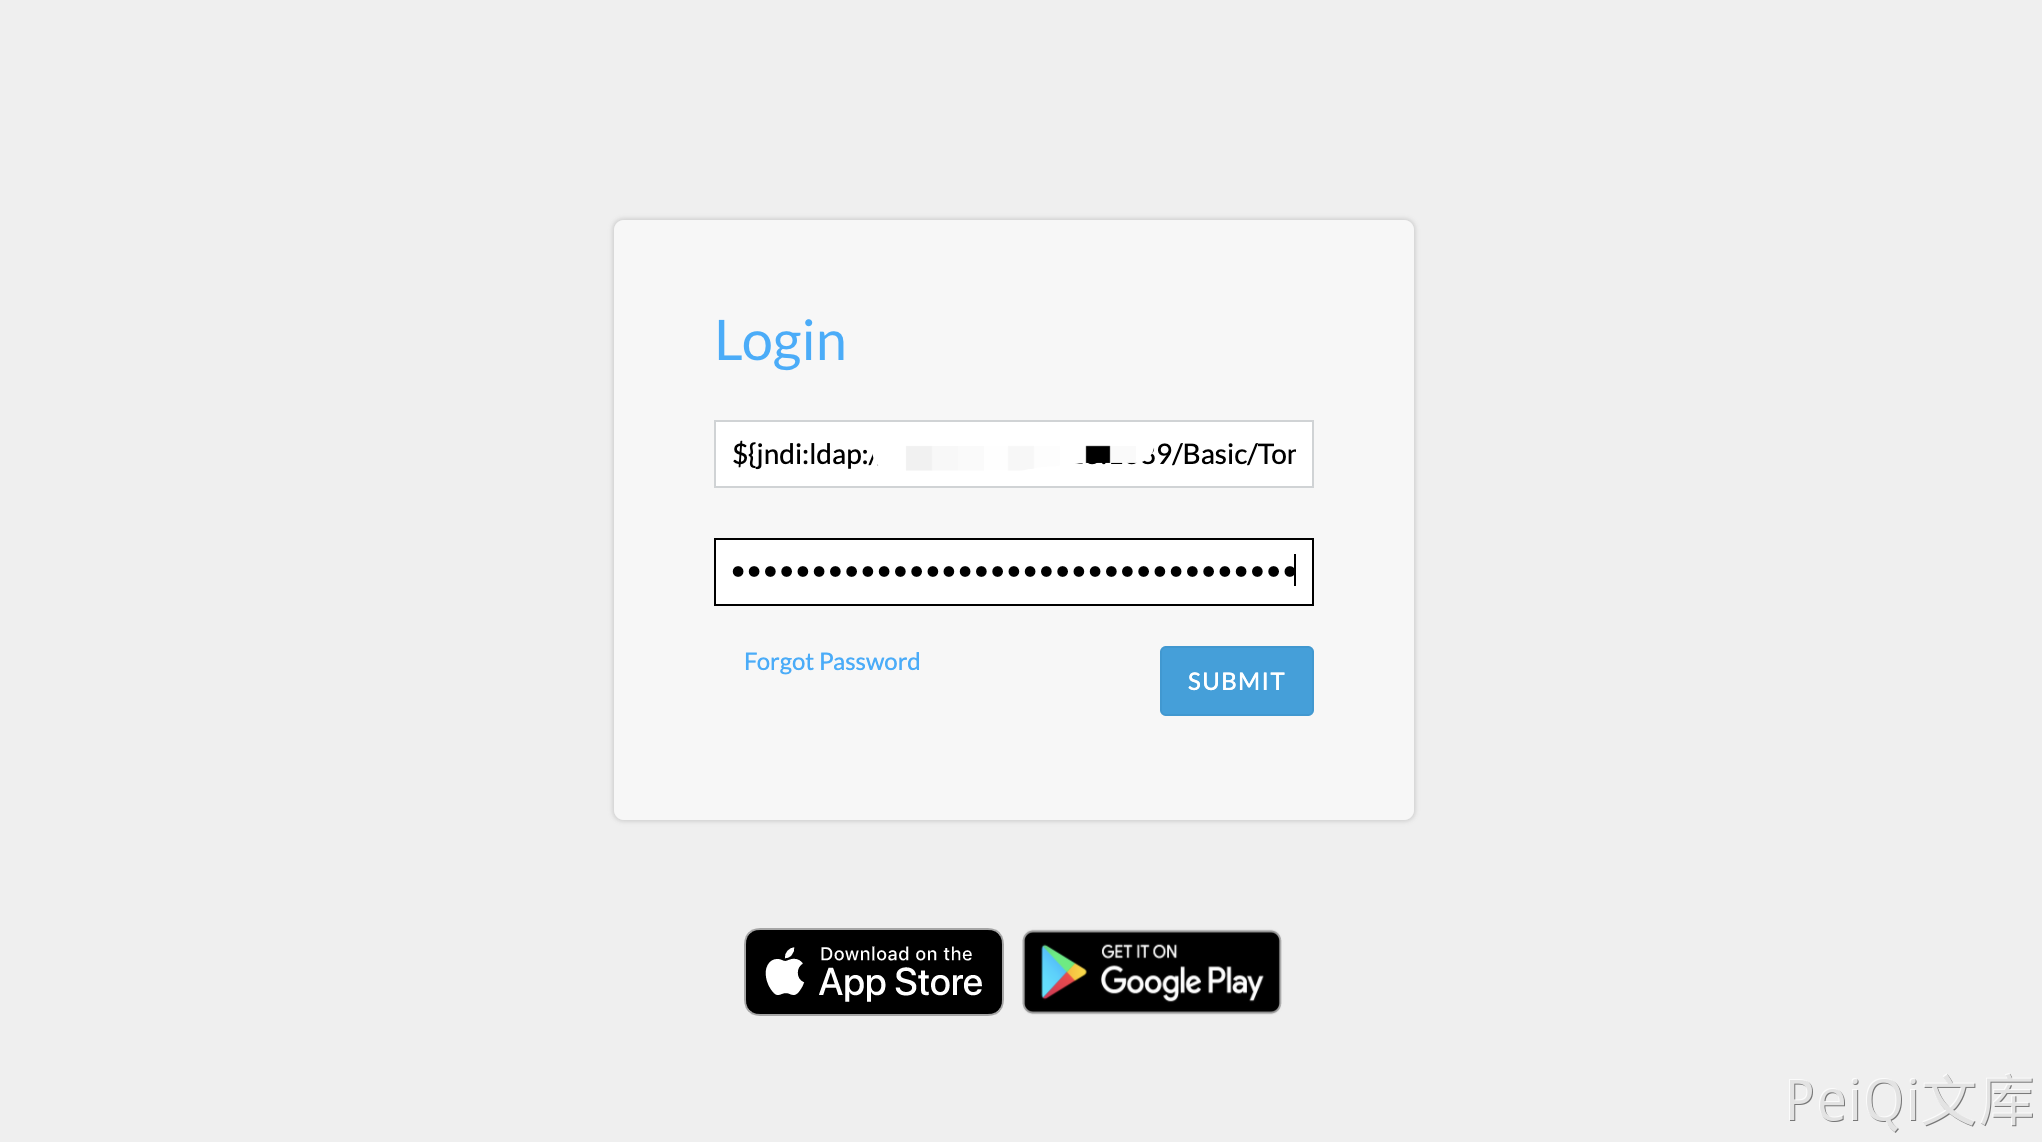 Login
${jndi:ldap:/ 9/Basic/Tor
Forgot Password
SUBMIT
Download on the
App Store
GET IT ON
Google Play
PeiQi文库